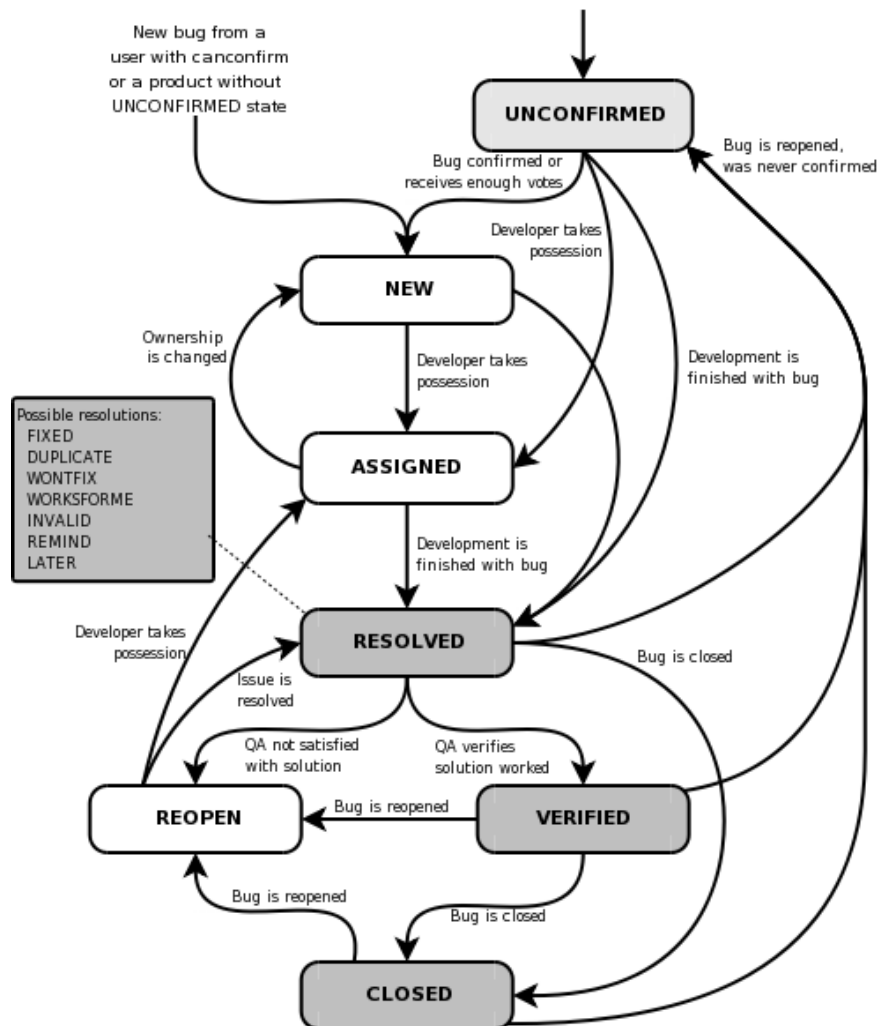 New bug from a
user with canconfirm
or a product without
UNCONFIRMED state
UNCONFIRMED
Bug confirmed or
receives enough votes
Bug is reopened,
was never confirmed
Developer takes
possession
NEW
Ownership
is changed
Developer takes
possession
Development is
finished with bug
Possible resolutions:
FIXED
DUPLICATE
WONTFIX
WORKSFORME
INVALID
REMIND
LATER
ASSIGNED
Development is
finished with bug
RESOLVED
Developer takes
possession
Issue is
resolved
Bug is closed
QA not satisfied
with solution
QA verifies
solution worked
REOPEN
Bug is reopened
VERIFIED
Bug is reopened
Bug is closed
CLOSED